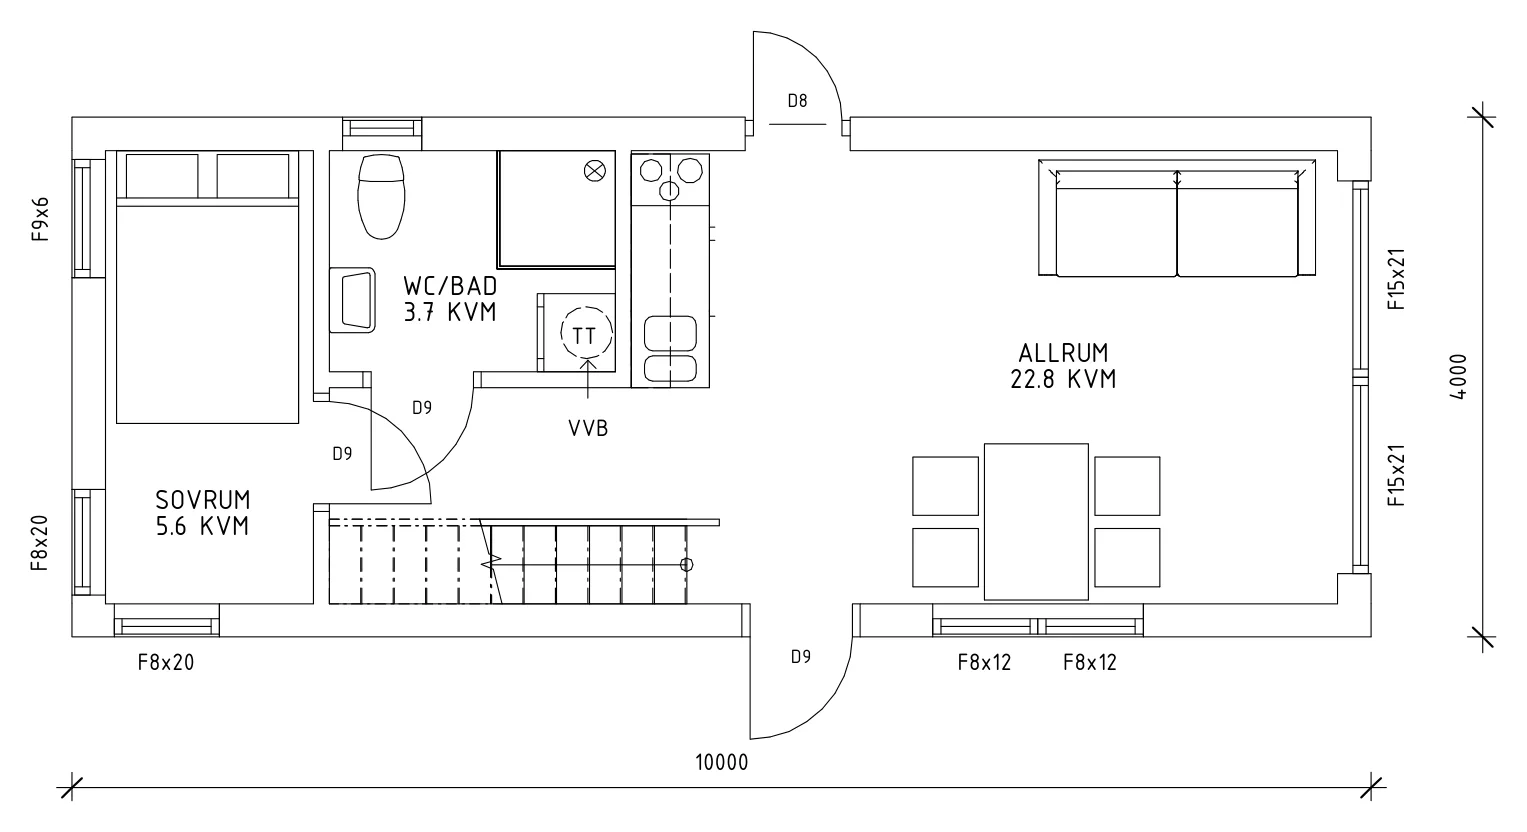 D8
F9x6
WC/BAD
3.7 KVM
TT
F15x21
ALLRUM
22.8 KVM
4000
D9
VVB
D9
F15x21
SOVRUM
5.6 KVM
F8x20
F8x20
D9
F8x12
F8x12
10000